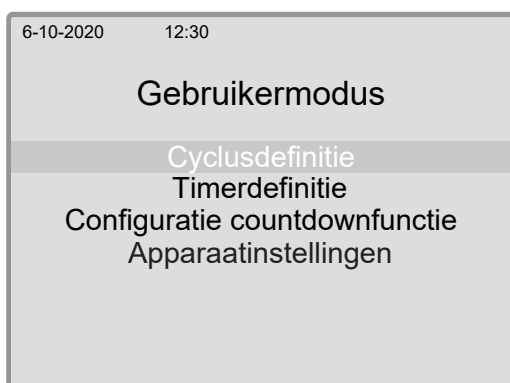 6-10-2020 12:30
Gebruikermodus
Cyclusdefinitie
Timerdefinitie
Configuratie countdownfunctie
Apparaatinstellingen